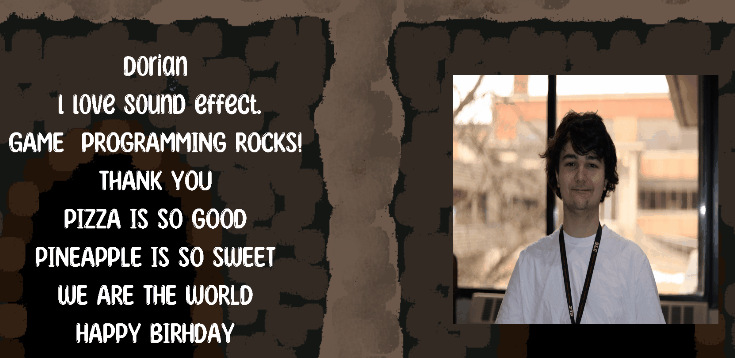 Dorian
I love sound effect.
GAME PROGRAMMING ROCKS!
THANK YOU
PIZZA IS SO GOOD
PINEAPPLE IS SO SWEET
WE ARE THE WORLD
HAPPY BIRHDAY